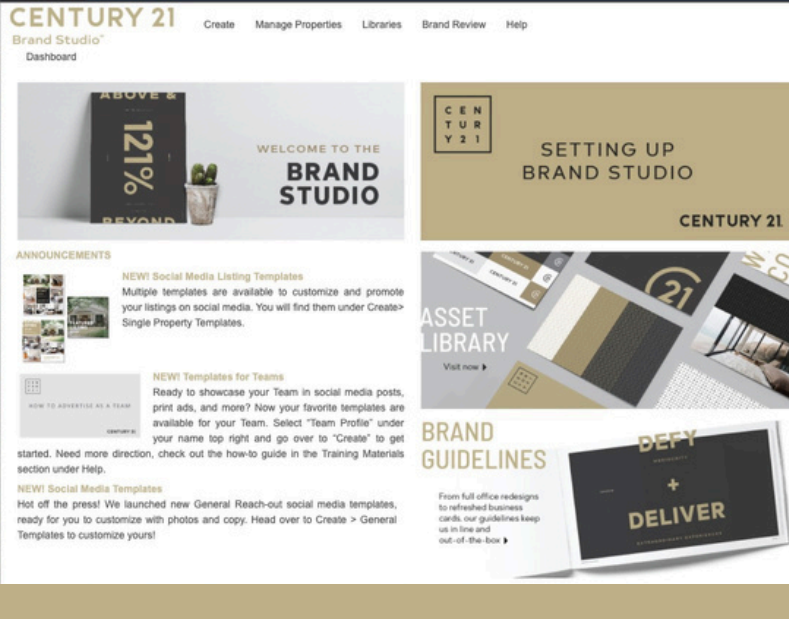 CENTURY 21
Brand Studio
Create Manage Properties Libraries Brand Review Help
Dashboard
ABOVE &
121%
BEYOND
WELCOME TO THE
BRAND
STUDIO
CEN
TUR
Y21
SETTING UP
BRAND STUDIO
CENTURY 21.
ANNOUNCEMENTS
NEW! Social Media Listing Templates
Multiple templates are available to customize and promote
your listings on social media. You will find them under Create>
Single Property Templates.
HOW TO ADVERTISE AS A TEAM
CENTURY 21
NEW! Templates for Teams
Ready to showcase your Team in social media posts,
print ads, and more? Now your favorite templates are
available for your Team. Select "Team Profile" under
your name top right and go over to "Create" to get
started. Need more direction, check out the how-to guide in the Training Materials
section under Help.
NEW! Social Media Templates
Hot off the press! We launched new General Reach-out social media templates,
ready for you to customize with photos and copy. Head over to Create > General
Templates to customize yours!
21
ASSET
LIBRARY
Visit now
BRAND
GUIDELINES
From full office redesigns
to refreshed business
cards, our guidelines keep
us in line and
out-of-the-box
DEFY
MEDIOCRITY
+
DELIVER
EXTRAORDINARY EXPERIENCES